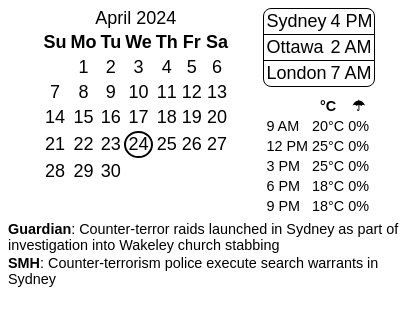 April 2024
Su Mo Tu We Th Fr Sa
1 2 3 4 5 6
7 8 9 10 11 12 13
14 15 16 17 18 19 20
21 22 23 24 25 26 27
28 29 30
Sydney 4 PM
Ottawa 2 AM
London 7 AM
°C ☂
9 AM 20°C 0%
12 PM 25°C 0%
3 PM 25°C 0%
6 PM 18°C 0%
9 PM 18°C 0%
Guardian: Counter-terror raids launched in Sydney as part of
investigation into Wakeley church stabbing
SMH: Counter-terrorism police execute search warrants in
Sydney